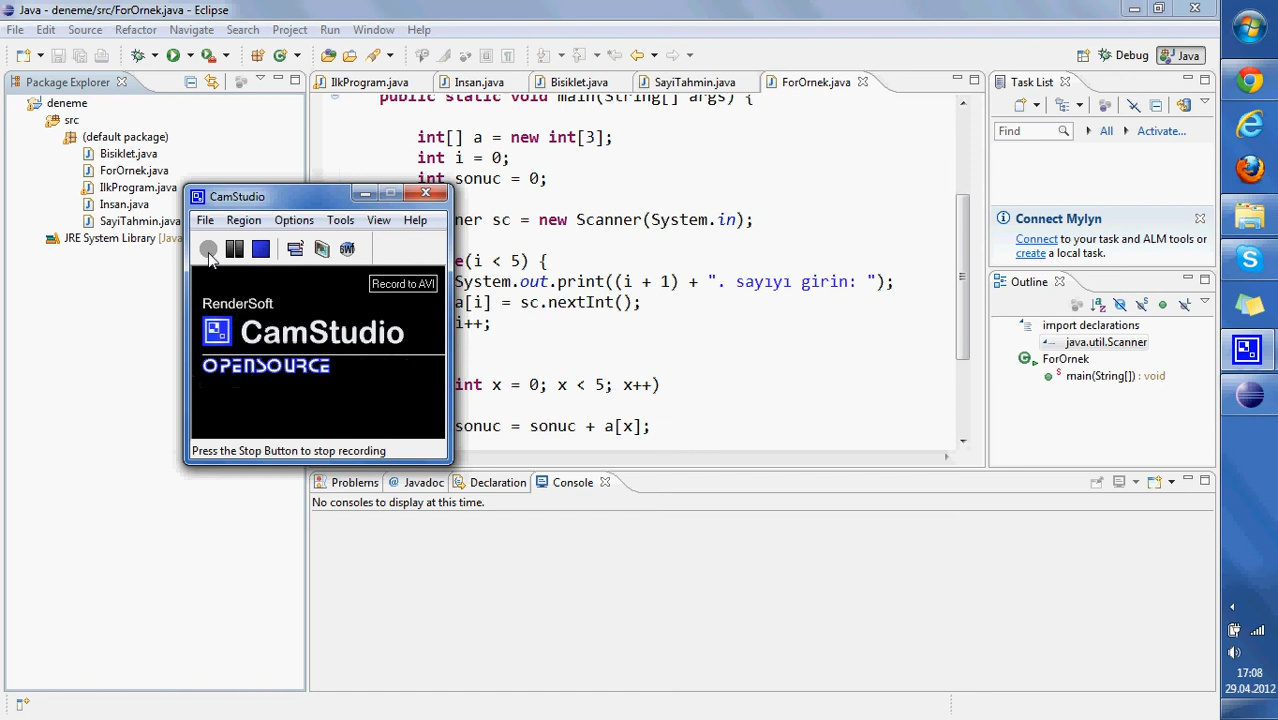 Java - deneme/src/ForOrnek.java - Eclipse
File Edit Source Refactor Navigate Search Project Run Window Help
Debug Java
Package Explorer
deneme
src
(default package)
Bisiklet.java
ForOrnek.java
IlkProgram.java
Insan.java
SayiTahmin.java
JRE System Library [Java
IlkProgram.java Insan.java Bisiklet.java SayiTahmin.java ForOrnek.java
public static void main(String[] args) {
int[] a = new int[3];
int i = 0;
int sonuc = 0;
ner sc = new Scanner(System.in);
e(i < 5) {
System.out.print((i + 1) + ". sayıyı girin: ");
a[i] = sc.nextInt();
i++;
int x = 0; x < 5; x++)
sonuc = sonuc + a[x];
CamStudio
File Region Options Tools View Help
Record to AVI
RenderSoft
CamStudio
OPENSOURCE
Press the Stop Button to stop recording
Problems @ Javadoc Declaration Console
No consoles to display at this time.
Task List
Find All Activate...
Connect Mylyn
Connect to your task and ALM tools or
create a local task.
Outline
import declarations
java.util.Scanner
ForOrnek
main(String[]) : void
17:08
29.04.2012